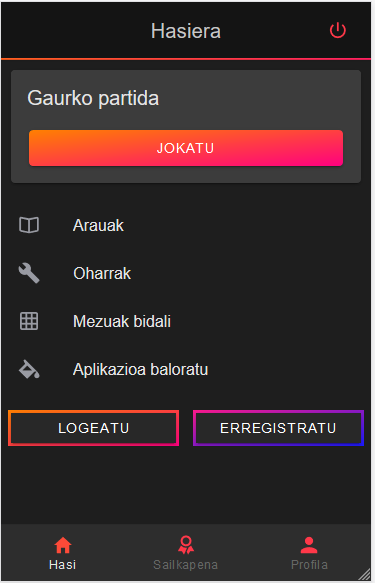 Hasiera
Gaurko partida
JOKATU
Arauak
Oharrak
Mezuak bidali
Aplikazioa baloratu
LOGEATU
ERREGISTRATU
Hasi
Sailkapena
Profila